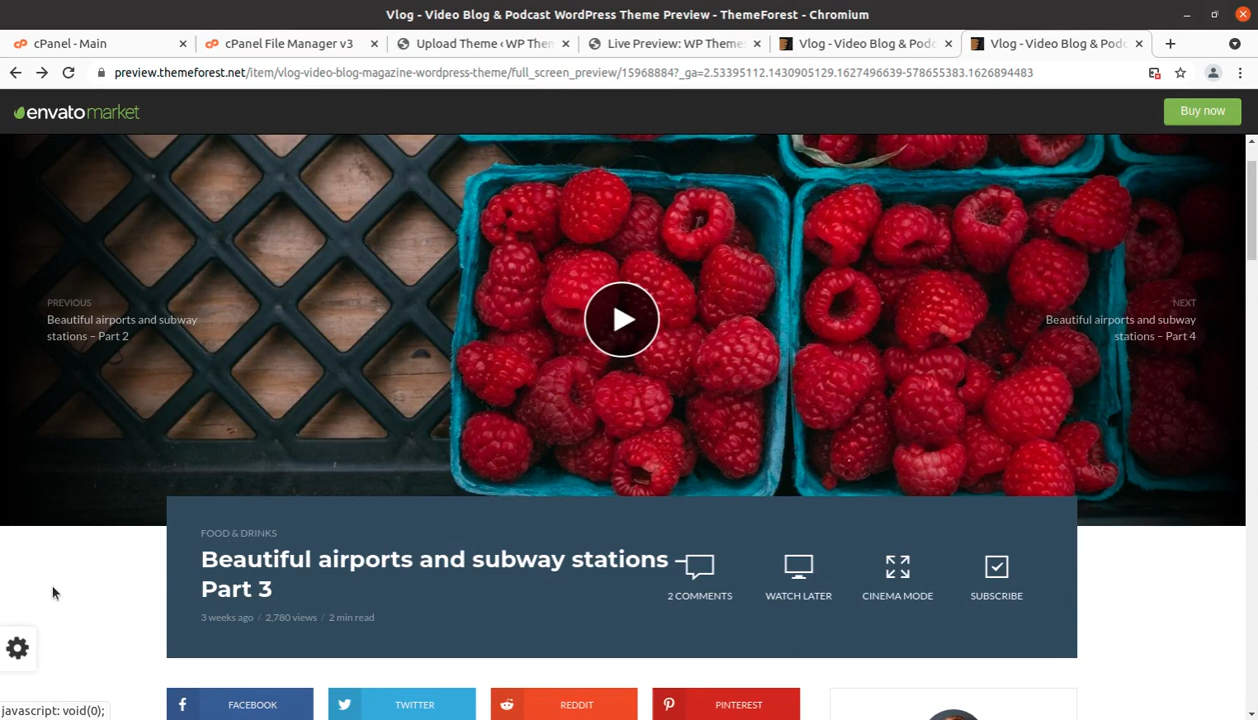 Vlog - Video Blog & Podcast WordPress Theme Preview - ThemeForest - Chromium
cPanel - Main
cPanel File Manager v3
Upload Theme ‹ WP Them
Live Preview: WP Themes
Vlog - Video Blog & Podc
Vlog - Video Blog & Podc
preview.themeforest.net/item/vlog-video-blog-magazine-wordpress-theme/full_screen_preview/15968884?_ga=2.53395112.1430905129.1627496639-578655383.1626894483
envatomarket
Buy now
PREVIOUS
Beautiful airports and subway
stations – Part 2
NEXT
Beautiful airports and subway
stations – Part 4
FOOD & DRINKS
Beautiful airports and subway stations –
Part 3
3 weeks ago / 2,780 views / 2 min read
2 COMMENTS
WATCH LATER
CINEMA MODE
SUBSCRIBE
FACEBOOK
TWITTER
REDDIT
PINTEREST
javascript: void(0);